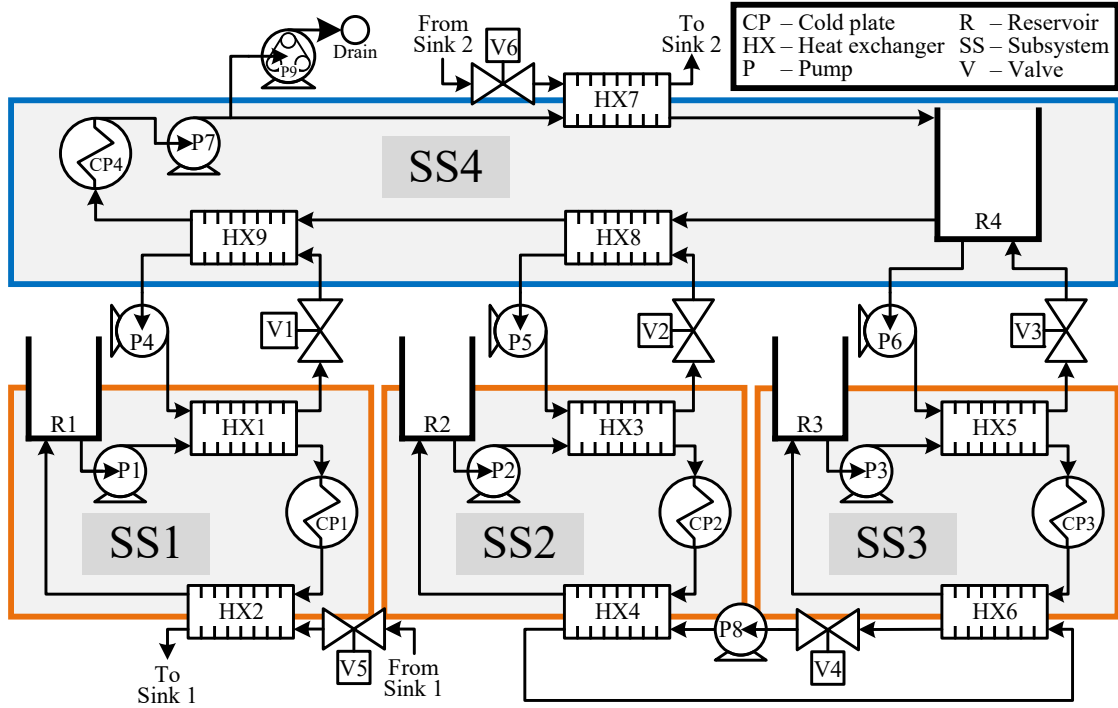 From
Sink 2
V6
To
Sink 2
CP – Cold plate
R – Reservoir
HX – Heat exchanger
SS – Subsystem
P – Pump
V – Valve
Drain
P9
HX7
CP4
P7
SS4
R4
HX9
HX8
P4
V1
P5
V2
P6
V3
R1
HX1
R2
HX3
R3
HX5
P1
P2
P3
CP1
CP2
CP3
SS1
SS2
SS3
HX2
HX4
P8
HX6
V5
V4
To
Sink 1
From
Sink 1